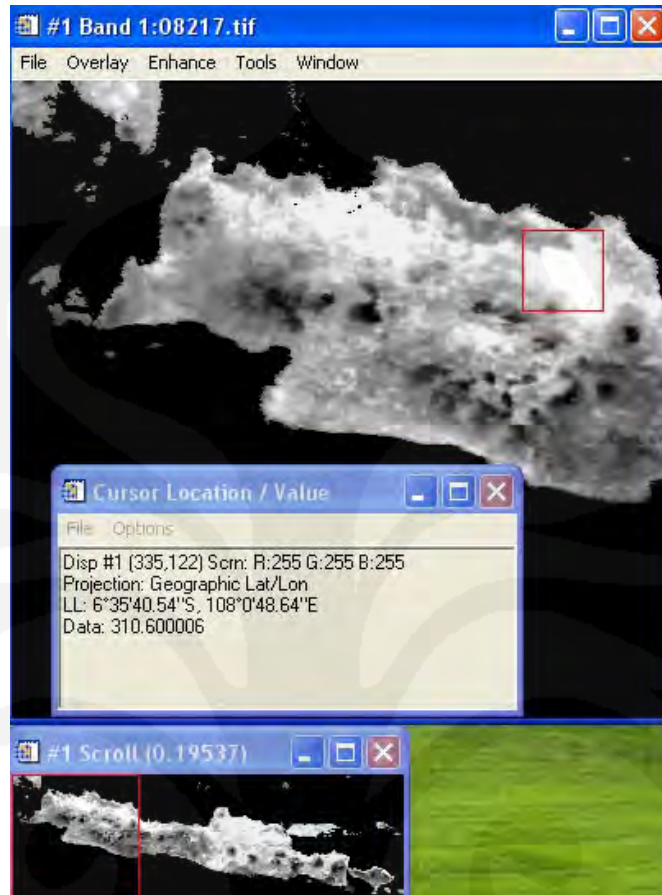 #1 Band 1:08217.tif
File Overlay Enhance Tools Window
Cursor Location / Value
File Options
Disp #1 (335,122) Scrn: R:255 G:255 B:255
Projection: Geographic Lat/Lon
LL: 6°35'40.54"S, 108°0'48.64"E
Data: 310.600006
#1 Scroll (0.19537)